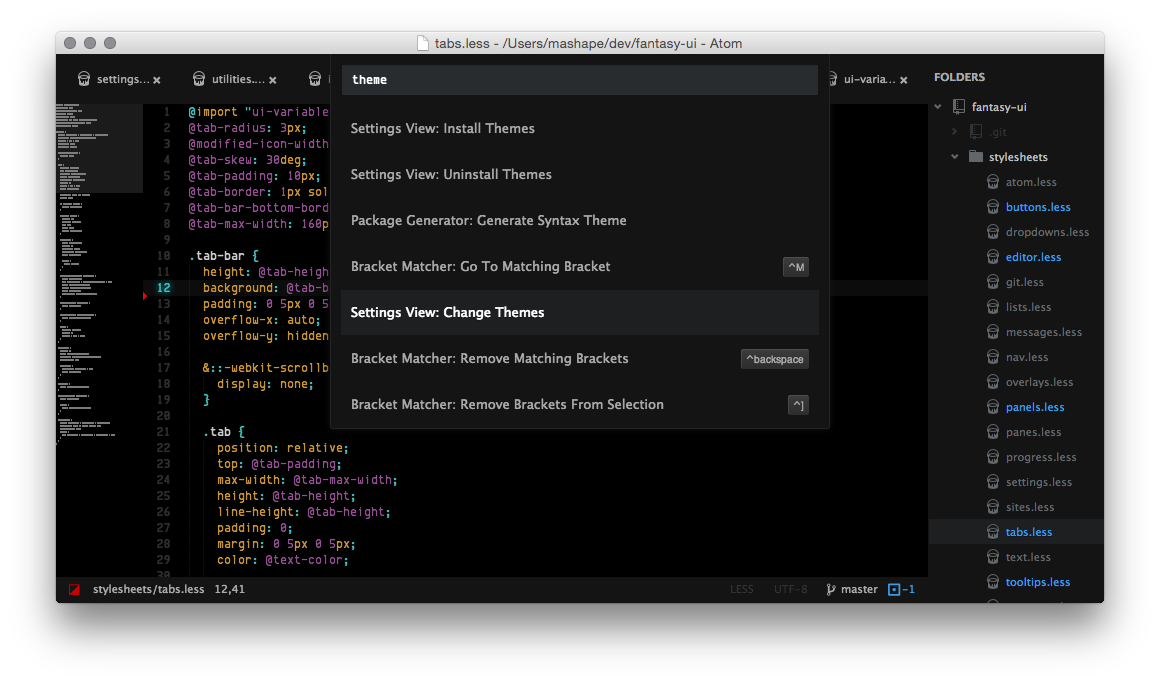 tabs.less - /Users/mashape/dev/fantasy-ui - Atom
settings...
utilities....
ui-varia...
theme
Settings View: Install Themes
Settings View: Uninstall Themes
Package Generator: Generate Syntax Theme
Bracket Matcher: Go To Matching Bracket ^M
Settings View: Change Themes
Bracket Matcher: Remove Matching Brackets ^backspace
Bracket Matcher: Remove Brackets From Selection ^]
1 @import "ui-variable
2 @tab-radius: 3px;
3 @modified-icon-width
4 @tab-skew: 30deg;
5 @tab-padding: 10px;
6 @tab-border: 1px sol
7 @tab-bar-bottom-bord
8 @tab-max-width: 160p
9
10 .tab-bar {
11 height: @tab-heigh
12 background: @tab-b
13 padding: 0 5px 0 5
14 overflow-x: auto;
15 overflow-y: hidden
16
17 &::-webkit-scrollb
18 display: none;
19 }
20
21 .tab {
22 position: relative;
23 top: @tab-padding;
24 max-width: @tab-max-width;
25 height: @tab-height;
26 line-height: @tab-height;
27 padding: 0;
28 margin: 0 5px 0 5px;
29 color: @text-color;
30
FOLDERS
fantasy-ui
.git
stylesheets
atom.less
buttons.less
dropdowns.less
editor.less
git.less
lists.less
messages.less
nav.less
overlays.less
panels.less
panes.less
progress.less
settings.less
sites.less
tabs.less
text.less
tooltips.less
stylesheets/tabs.less 12,41
LESS UTF-8 master -1